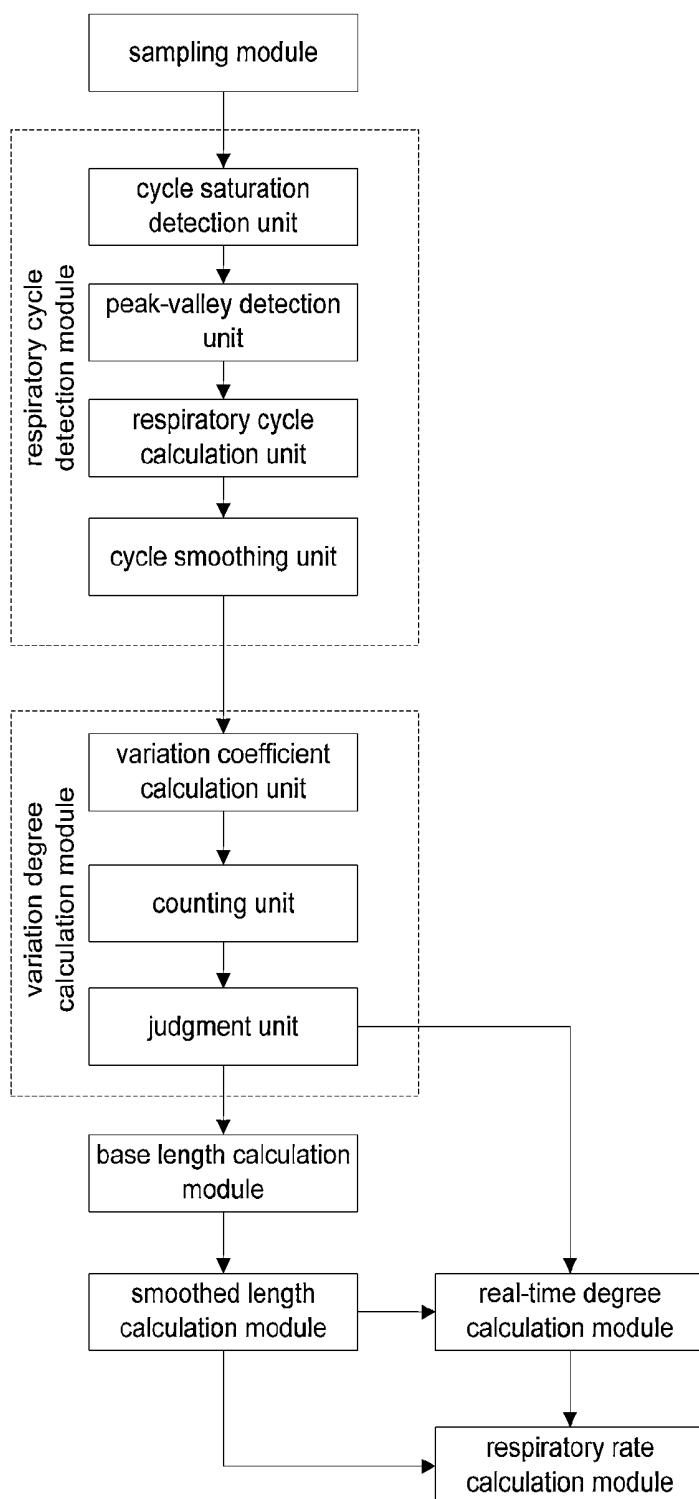 sampling module
respiratory cycle
detection module
cycle saturation
detection unit
peak-valley detection
unit
respiratory cycle
calculation unit
cycle smoothing unit
variation degree
calculation module
variation coefficient
calculation unit
counting unit
judgment unit
base length calculation
module
smoothed length
calculation module
real-time degree
calculation module
respiratory rate
calculation module